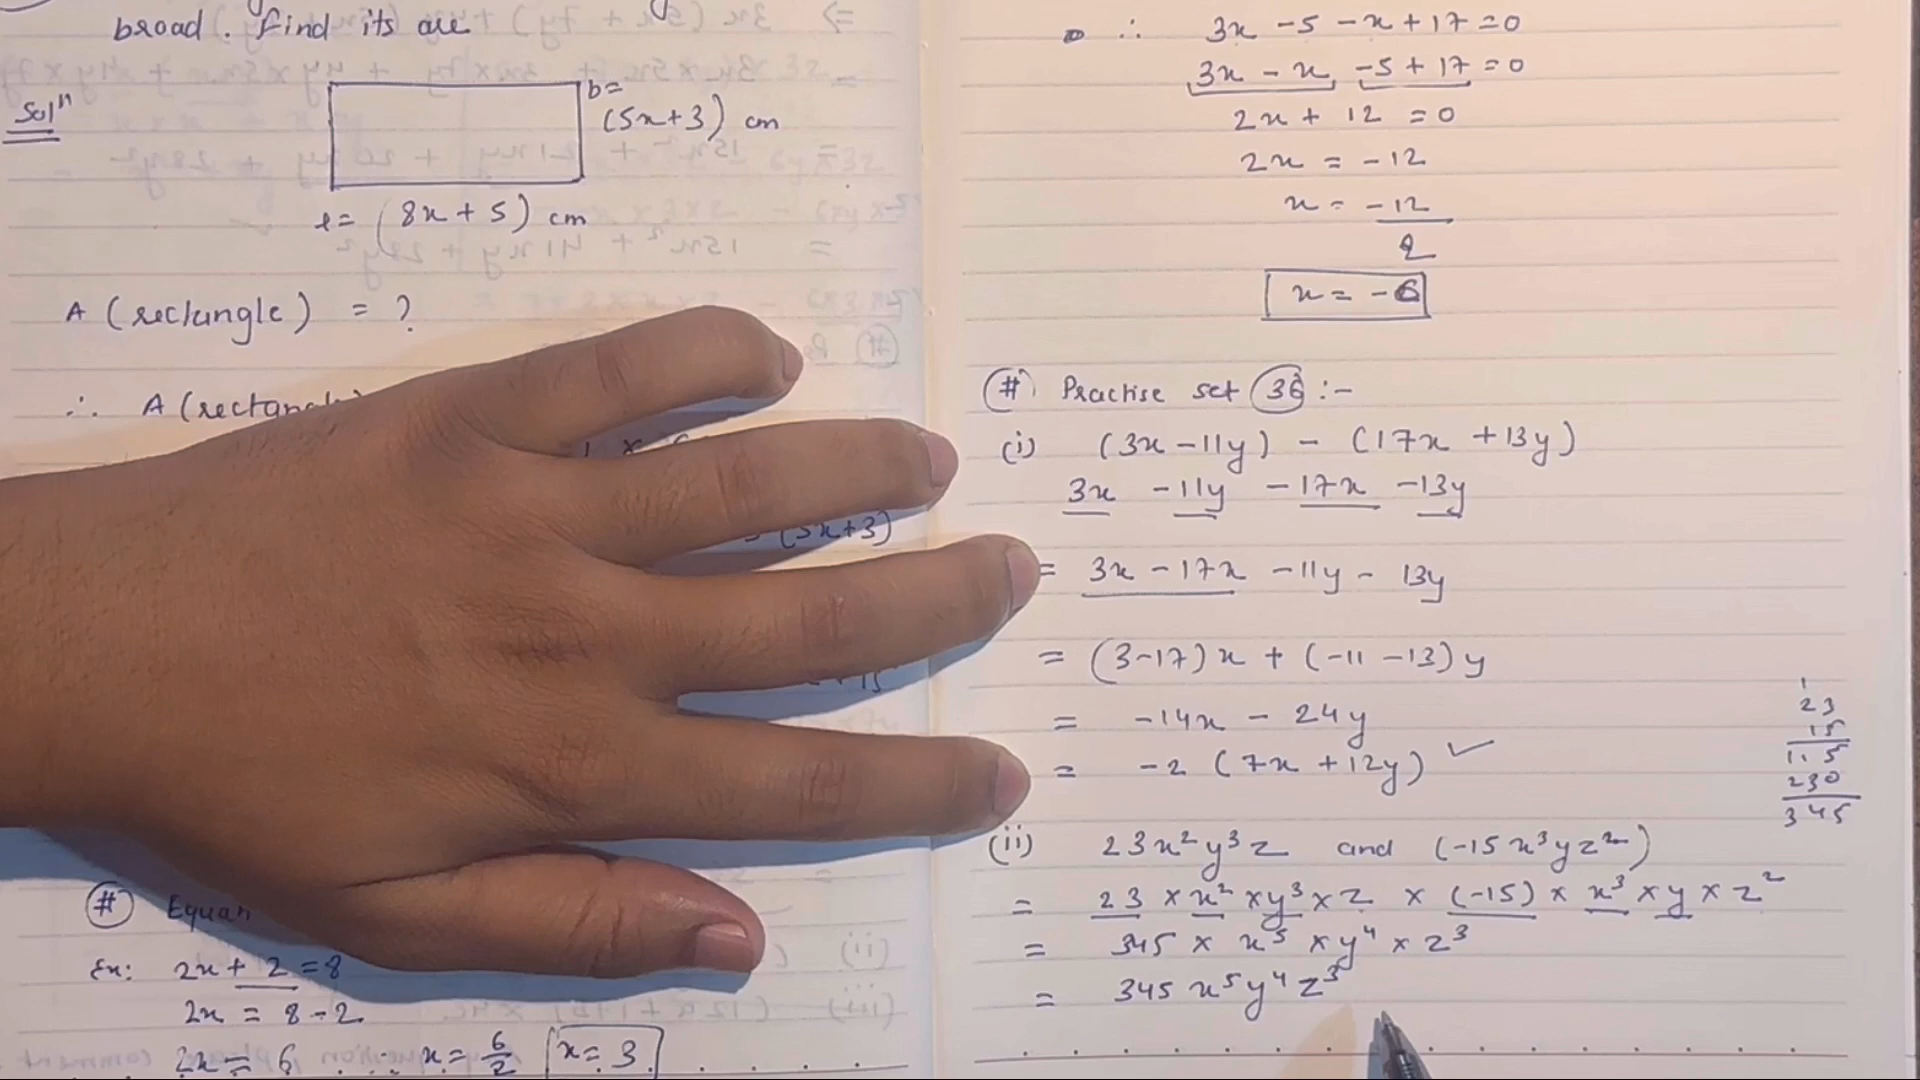 broad. Find its are
Solⁿ
b=
(5x+3) cm
l= (8x+5) cm
A (rectangle) = ?
∴ A (rectangle)
(5x+3)
# Equan
Ex: 2x+2=8
2x = 8-2
2x = 6 ∴ x= 6/2 x= 3
∴ 3x -5 -x +17 =0
3x - x -5 + 17 =0
2x + 12 =0
2x = -12
x = -12/2
x = -6
# Practise set 36 :-
(i) (3x -11y) - (17x +13y)
3x -11y -17x -13y
= 3x -17x -11y - 13y
= (3-17)x + (-11 -13)y
= -14x - 24y
= -2 (7x +12y) ✓
1
23
15
115
230
345
(ii) 23x²y³z and (-15x³yz²)
= 23 × x² × y³ × z × (-15) × x³ × y × z²
= 345 × x⁵ × y⁴ × z³
= 345 x⁵y⁴z³